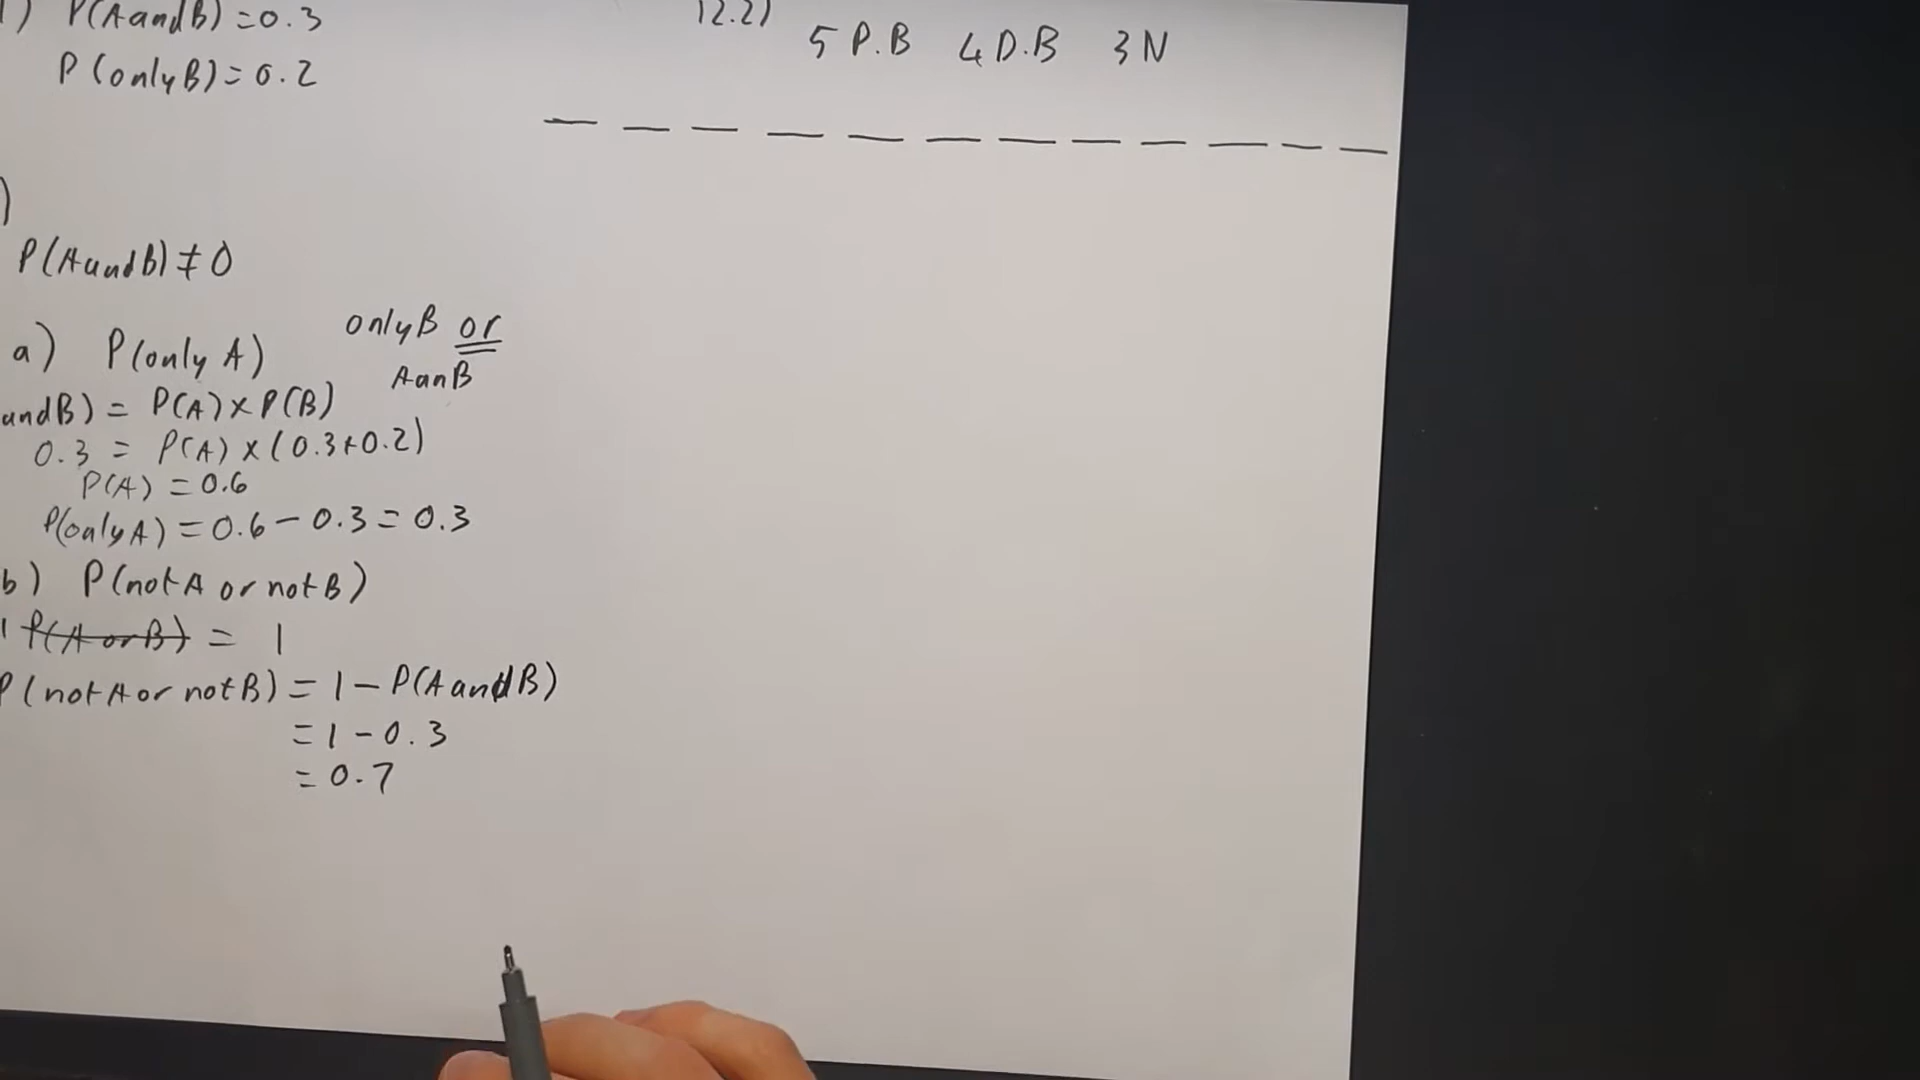 1) P(A and B) = 0.3
P(only B) = 0.2
)
P(A and B) ≠ 0
a) P(only A)
only B or
A an B
and B) = P(A) × P(B)
0.3 = P(A) × (0.3+0.2)
P(A) = 0.6
P(only A) = 0.6 - 0.3 = 0.3
b) P(not A or not B)
P(A or B) = 1
P(not A or not B) = 1 - P(A and B)
= 1 - 0.3
= 0.7
12.2)
5 P.B 4 D.B 3 N